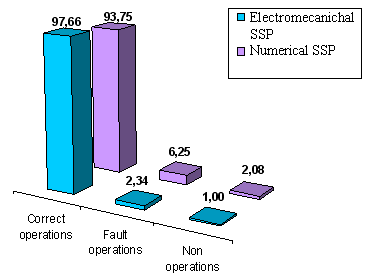 97,66
93,75
Electromecanichal
SSP
Numerical SSP
6,25
2,34
2,08
1,00
Correct
operations
Fault
operations
Non
operations